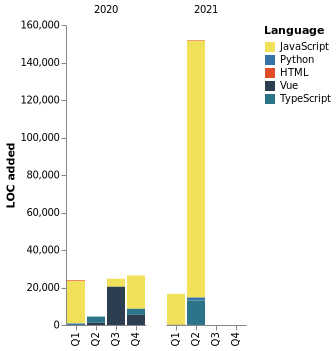 2020 2021
Language
JavaScript
Python
HTML
Vue
TypeScript
LOC added
160,000
140,000
120,000
100,000
80,000
60,000
40,000
20,000
0
Q1 Q2 Q3 Q4 Q1 Q2 Q3 Q4